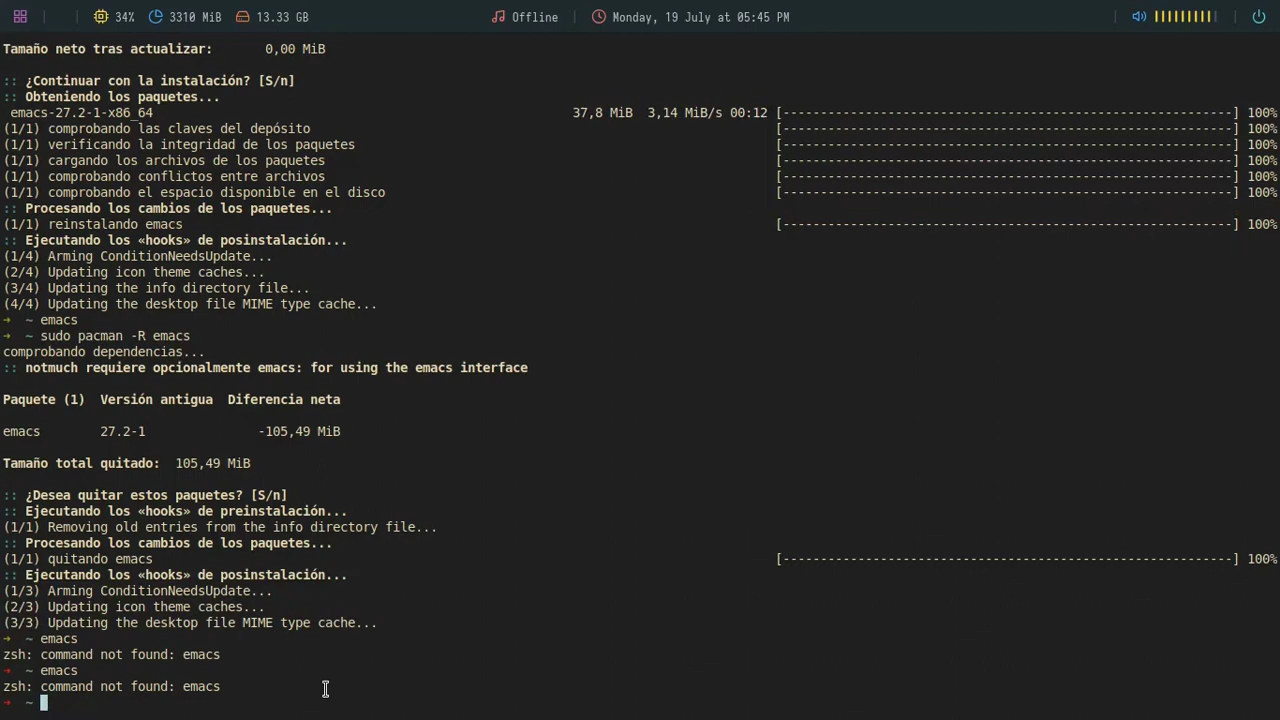 34% 3310 MiB 13.33 GB Offline Monday, 19 July at 05:45 PM
Tamaño neto tras actualizar: 0,00 MiB
:: ¿Continuar con la instalación? [S/n]
:: Obteniendo los paquetes...
emacs-27.2-1-x86_64 37,8 MiB 3,14 MiB/s 00:12 [-------------------------------------------------------------] 100%
(1/1) comprobando las claves del depósito [-------------------------------------------------------------] 100%
(1/1) verificando la integridad de los paquetes [-------------------------------------------------------------] 100%
(1/1) cargando los archivos de los paquetes [-------------------------------------------------------------] 100%
(1/1) comprobando conflictos entre archivos [-------------------------------------------------------------] 100%
(1/1) comprobando el espacio disponible en el disco [-------------------------------------------------------------] 100%
:: Procesando los cambios de los paquetes...
(1/1) reinstalando emacs [-------------------------------------------------------------] 100%
:: Ejecutando los «hooks» de posinstalación...
(1/4) Arming ConditionNeedsUpdate...
(2/4) Updating icon theme caches...
(3/4) Updating the info directory file...
(4/4) Updating the desktop file MIME type cache...
➜ ~ emacs
➜ ~ sudo pacman -R emacs
comprobando dependencias...
:: notmuch requiere opcionalmente emacs: for using the emacs interface
Paquete (1) Versión antigua Diferencia neta
emacs 27.2-1 -105,49 MiB
Tamaño total quitado: 105,49 MiB
:: ¿Desea quitar estos paquetes? [S/n]
:: Ejecutando los «hooks» de preinstalación...
(1/1) Removing old entries from the info directory file...
:: Procesando los cambios de los paquetes...
(1/1) quitando emacs [-------------------------------------------------------------] 100%
:: Ejecutando los «hooks» de posinstalación...
(1/3) Arming ConditionNeedsUpdate...
(2/3) Updating icon theme caches...
(3/3) Updating the desktop file MIME type cache...
➜ ~ emacs
zsh: command not found: emacs
➜ ~ emacs
zsh: command not found: emacs
➜ ~